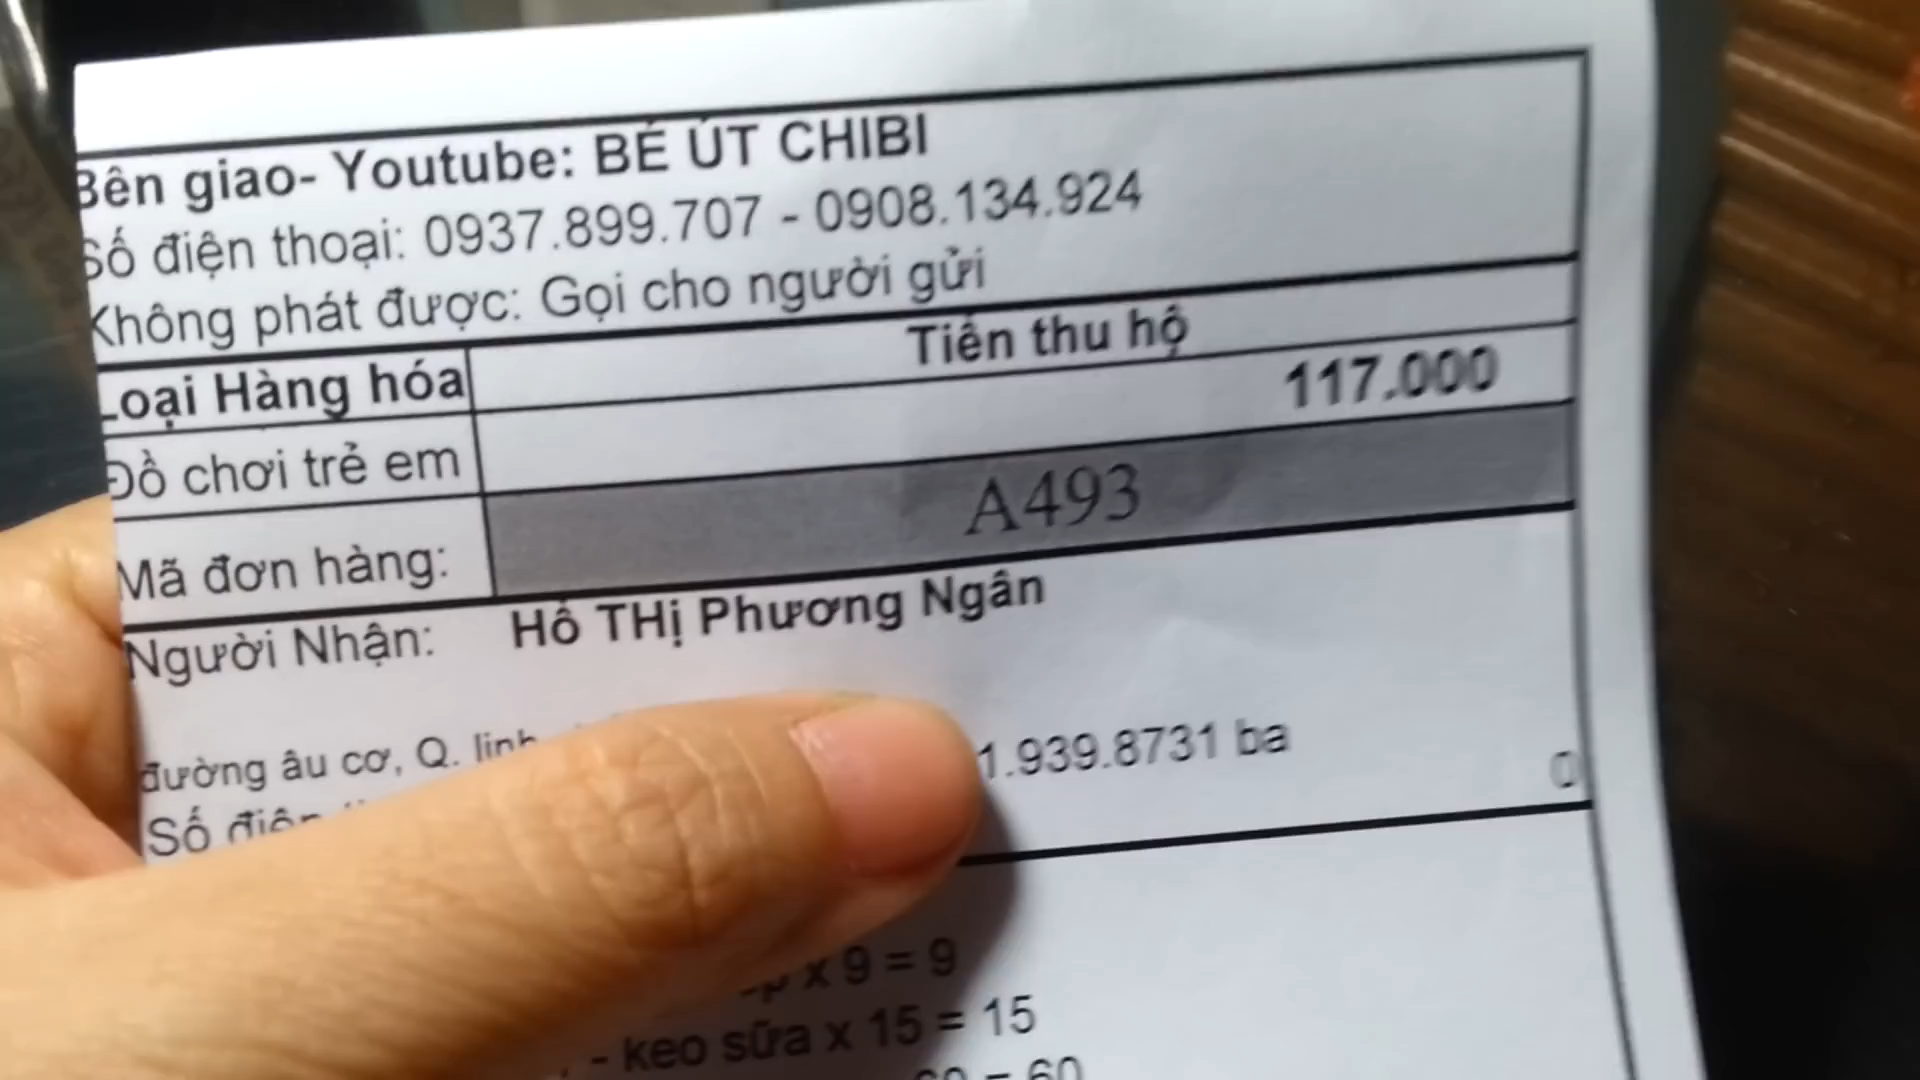 Bên giao- Youtube: BÉ ÚT CHIBI
Số điện thoại: 0937.899.707 - 0908.134.924
Không phát được: Gọi cho người gửi
Loại Hàng hóa Tiền thu hộ
Đồ chơi trẻ em 117.000
Mã đơn hàng: A493
Người Nhận: Hồ THị Phương Ngân
đường âu cơ, Q. 1.939.8731 ba
Số điện 0
x 9 = 9
- keo sữa x 15 = 15
= 60